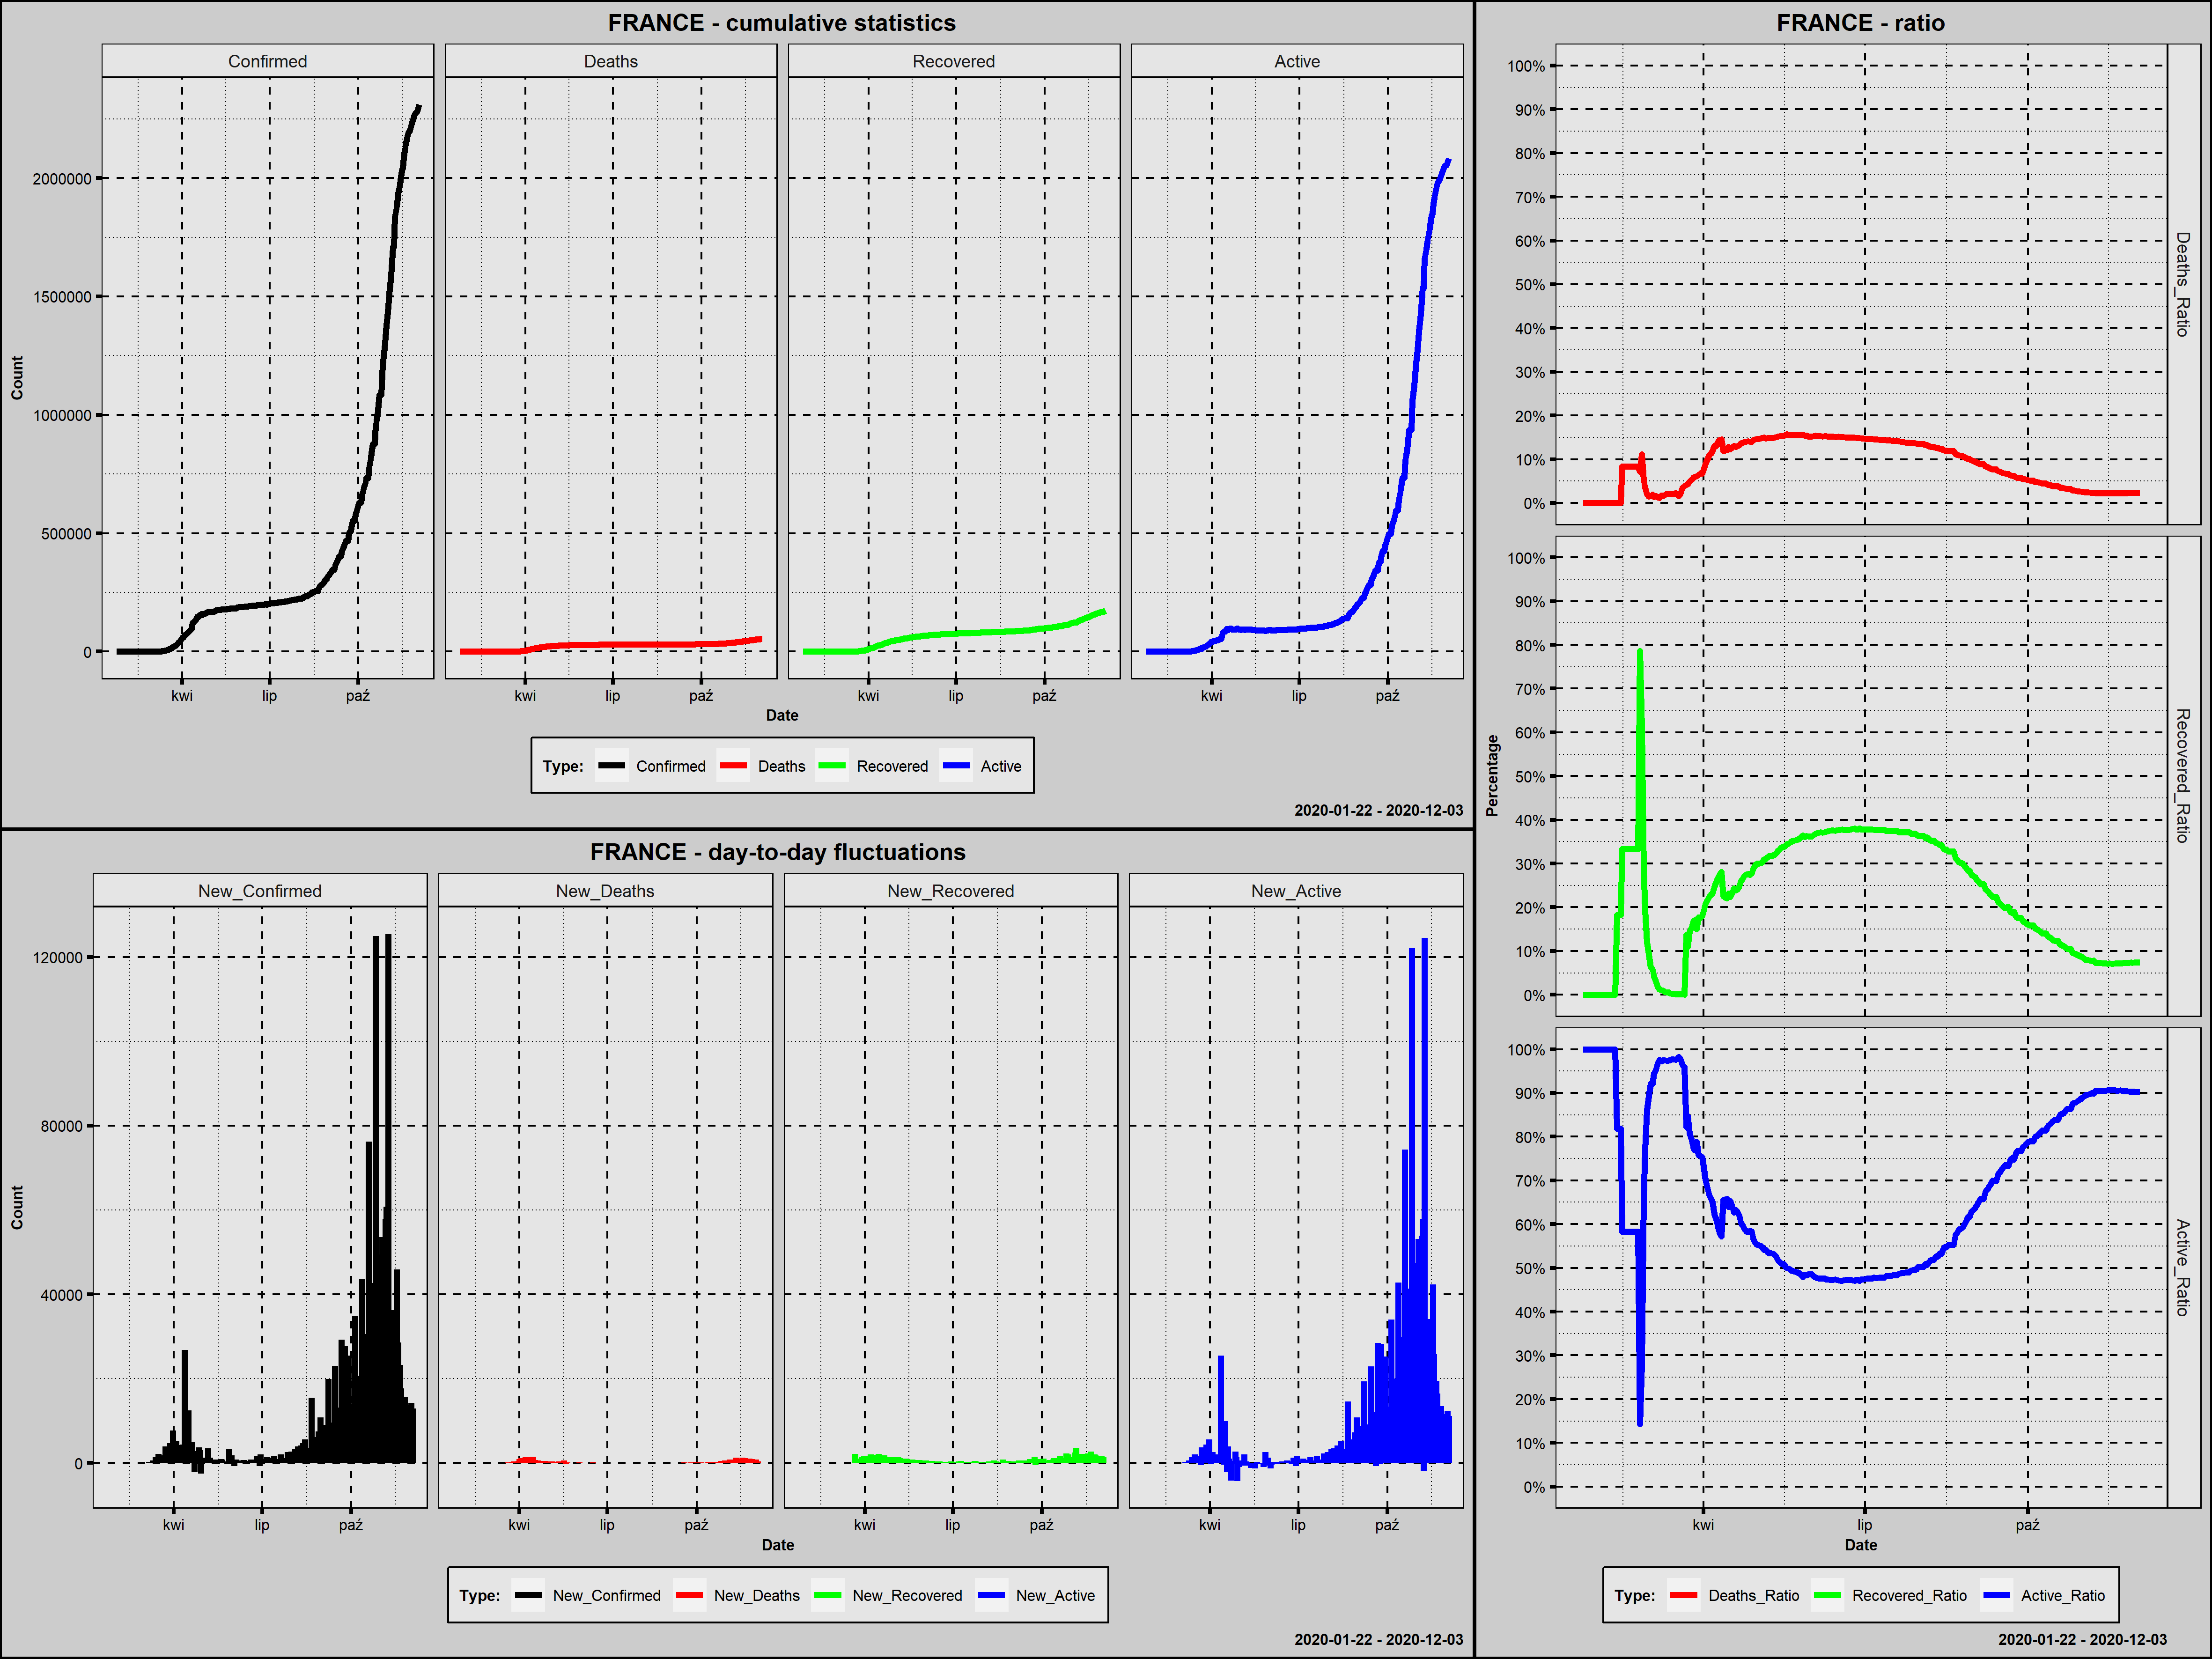 FRANCE - cumulative statistics
Confirmed Deaths Recovered Active
Count
2000000
1500000
1000000
500000
0
kwi lip paź kwi lip paź kwi lip paź kwi lip paź
Date
Type: Confirmed Deaths Recovered Active
2020-01-22 - 2020-12-03
FRANCE - day-to-day fluctuations
New_Confirmed New_Deaths New_Recovered New_Active
Count
120000
80000
40000
0
kwi lip paź kwi lip paź kwi lip paź kwi lip paź
Date
Type: New_Confirmed New_Deaths New_Recovered New_Active
2020-01-22 - 2020-12-03
FRANCE - ratio
Percentage
100%
90%
80%
70%
60%
50%
40%
30%
20%
10%
0%
Deaths_Ratio
100%
90%
80%
70%
60%
50%
40%
30%
20%
10%
0%
Recovered_Ratio
100%
90%
80%
70%
60%
50%
40%
30%
20%
10%
0%
Active_Ratio
kwi lip paź
Date
Type: Deaths_Ratio Recovered_Ratio Active_Ratio
2020-01-22 - 2020-12-03